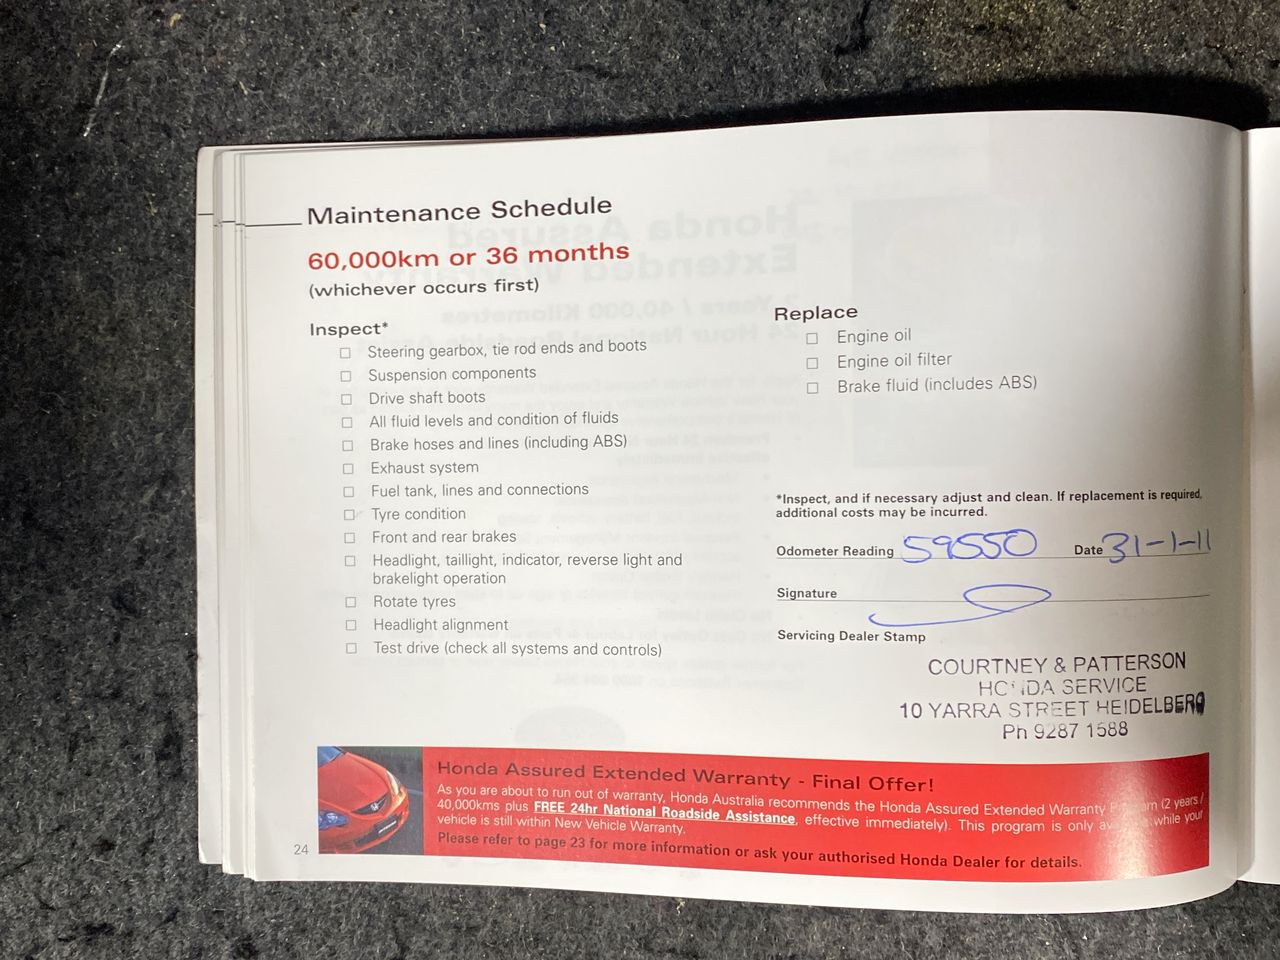 Maintenance Schedule
60,000km or 36 months
(whichever occurs first)
Inspect*
Steering gearbox, tie rod ends and boots
Suspension components
Drive shaft boots
All fluid levels and condition of fluids
Brake hoses and lines (including ABS)
Exhaust system
Fuel tank, lines and connections
Tyre condition
Front and rear brakes
Headlight, taillight, indicator, reverse light and
brakelight operation
Rotate tyres
Headlight alignment
Test drive (check all systems and controls)
Replace
Engine oil
Engine oil filter
Brake fluid (includes ABS)
*Inspect, and if necessary adjust and clean. If replacement is required,
additional costs may be incurred.
Odometer Reading 59550 Date 31-1-11
Signature
Servicing Dealer Stamp
COURTNEY & PATTERSON
HONDA SERVICE
10 YARRA STREET HEIDELBERG
Ph 9287 1588
Honda Assured Extended Warranty - Final Offer!
As you are about to run out of warranty, Honda Australia recommends the Honda Assured Extended Warranty (2 years /
40,000kms plus FREE 24hr National Roadside Assistance, effective immediately). This program is only while your
vehicle is still within New Vehicle Warranty.
Please refer to page 23 for more information or ask your authorised Honda Dealer for details.
24